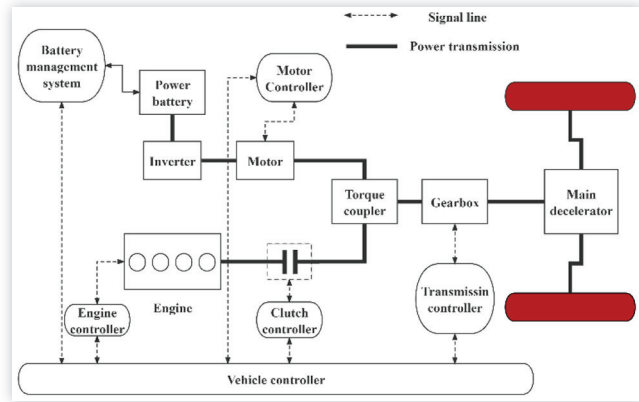 Signal line
Power transmission
Battery
management
system
Power
battery
Motor
Controller
Inverter
Motor
Torque
coupler
Gearbox
Main
decelerator
Engine
Engine
controller
Clutch
controller
Transmissin
controller
Vehicle controller